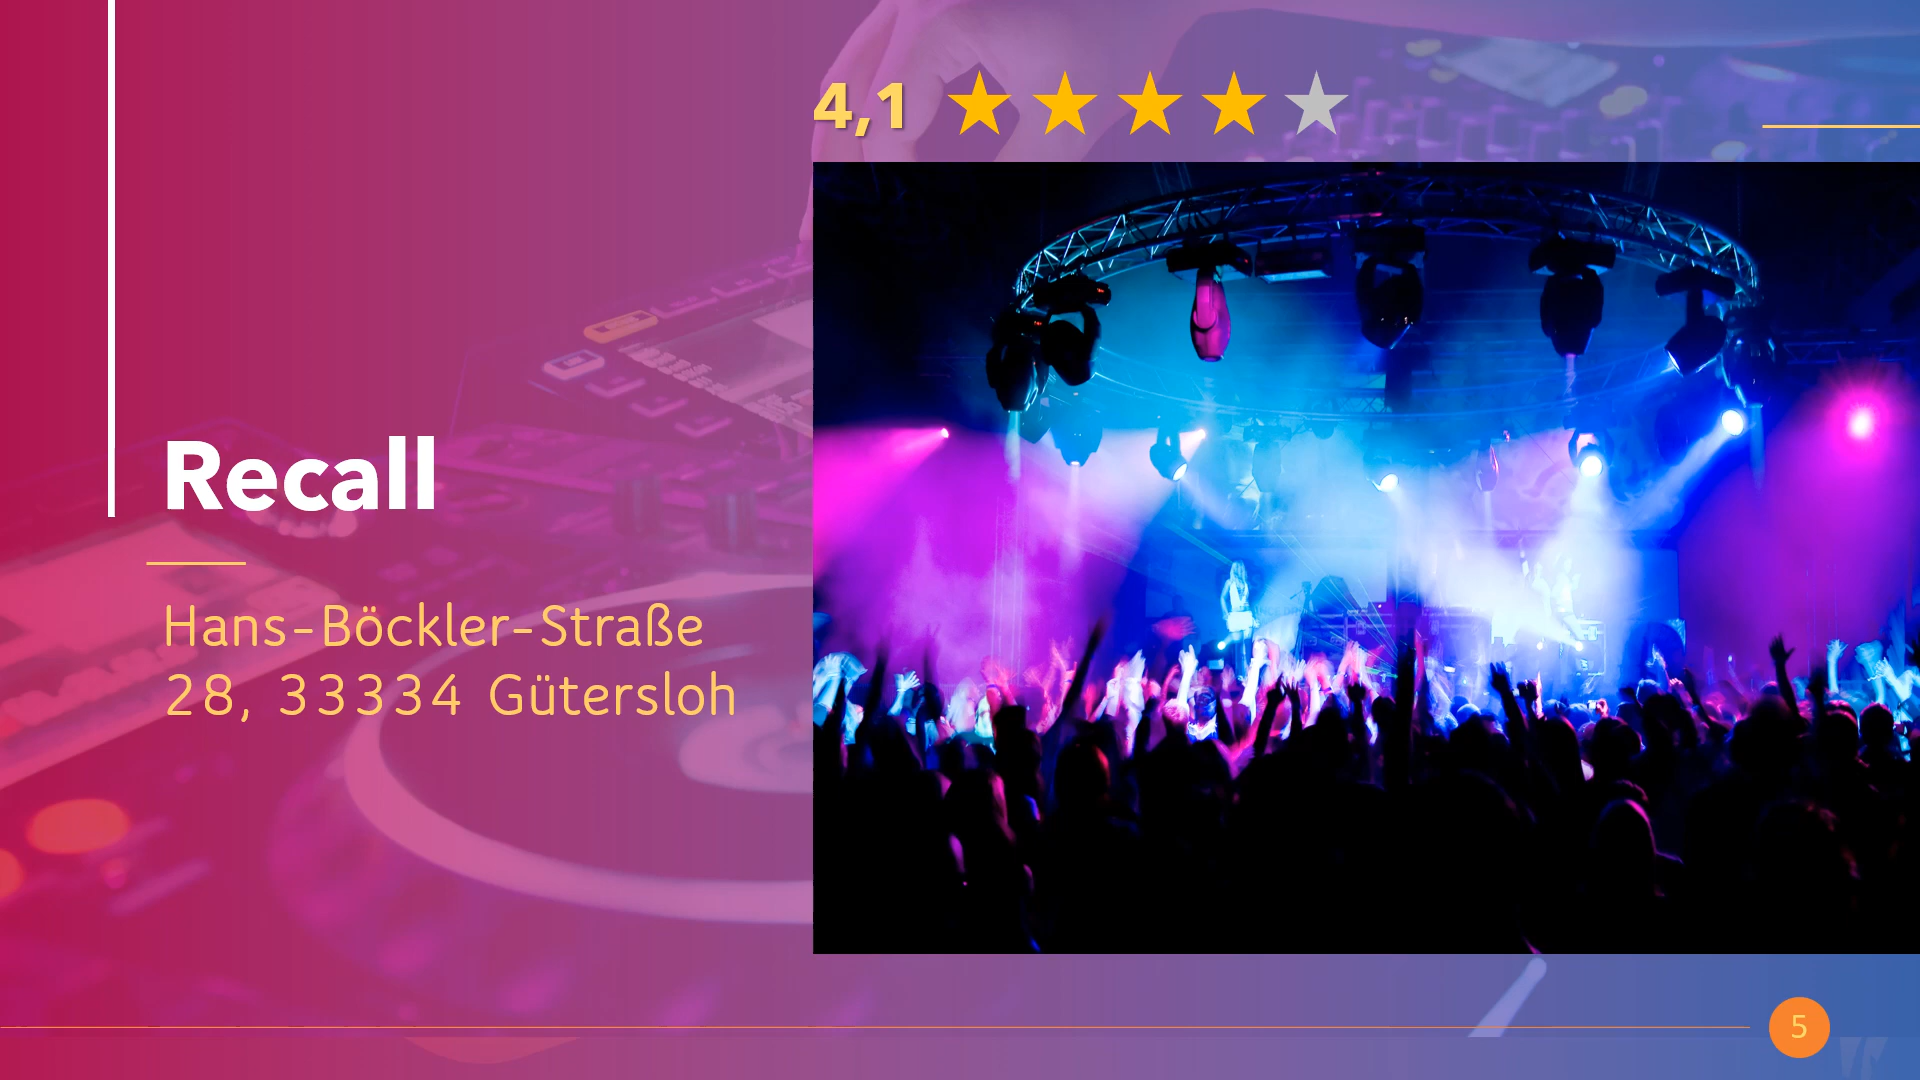 4,1
Recall
Hans-Böckler-Straße
28, 33334 Gütersloh
5